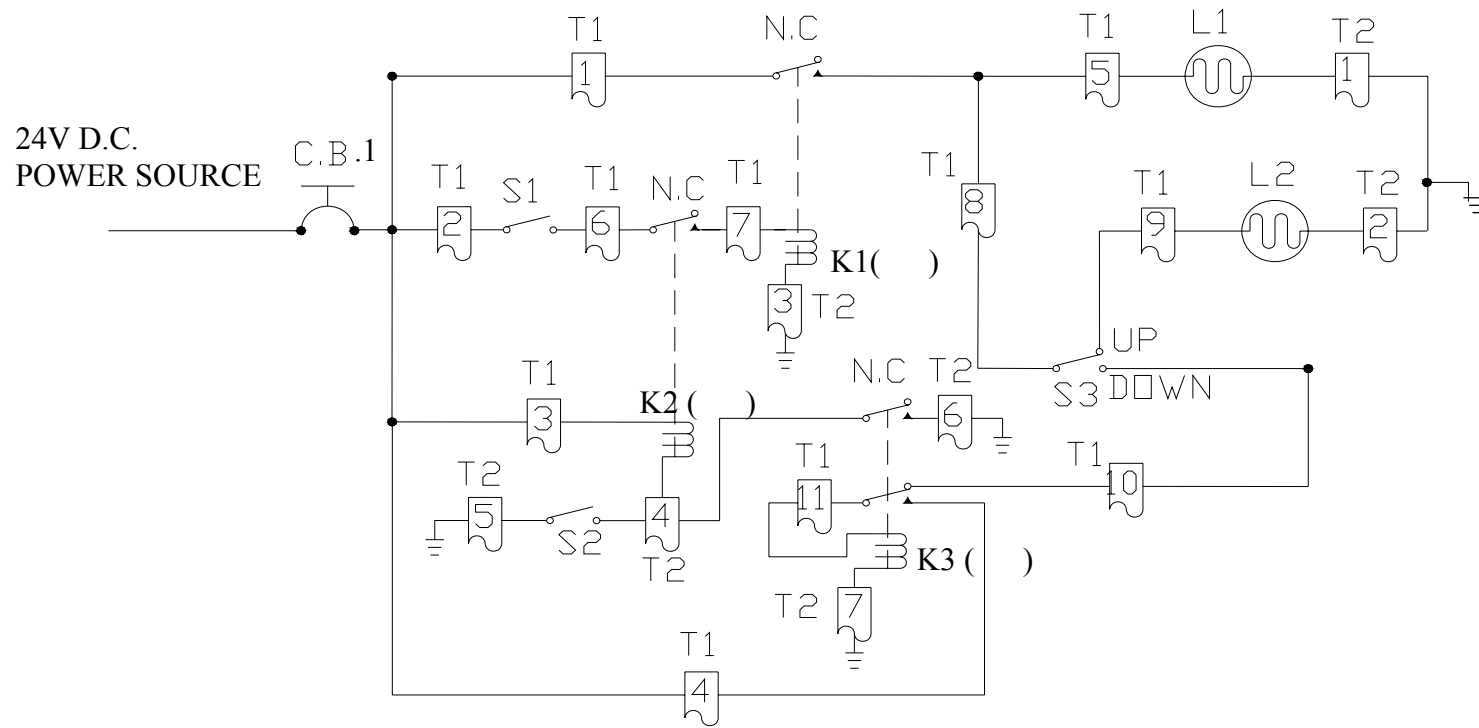 T1 N.C T1 L1 T2
1 5 1
24V D.C.
POWER SOURCE
C.B.1
T1 S1 T1 N.C T1 T1 T1 L2 T2
2 6 7 8 9 2
K1( )
3 T2
UP
S3 DOWN
T1 K2 ( ) N.C T2
3 6
T2 T1 T1
5 S2 4 11 10
T2
K3 ( )
T2 7
T1
4